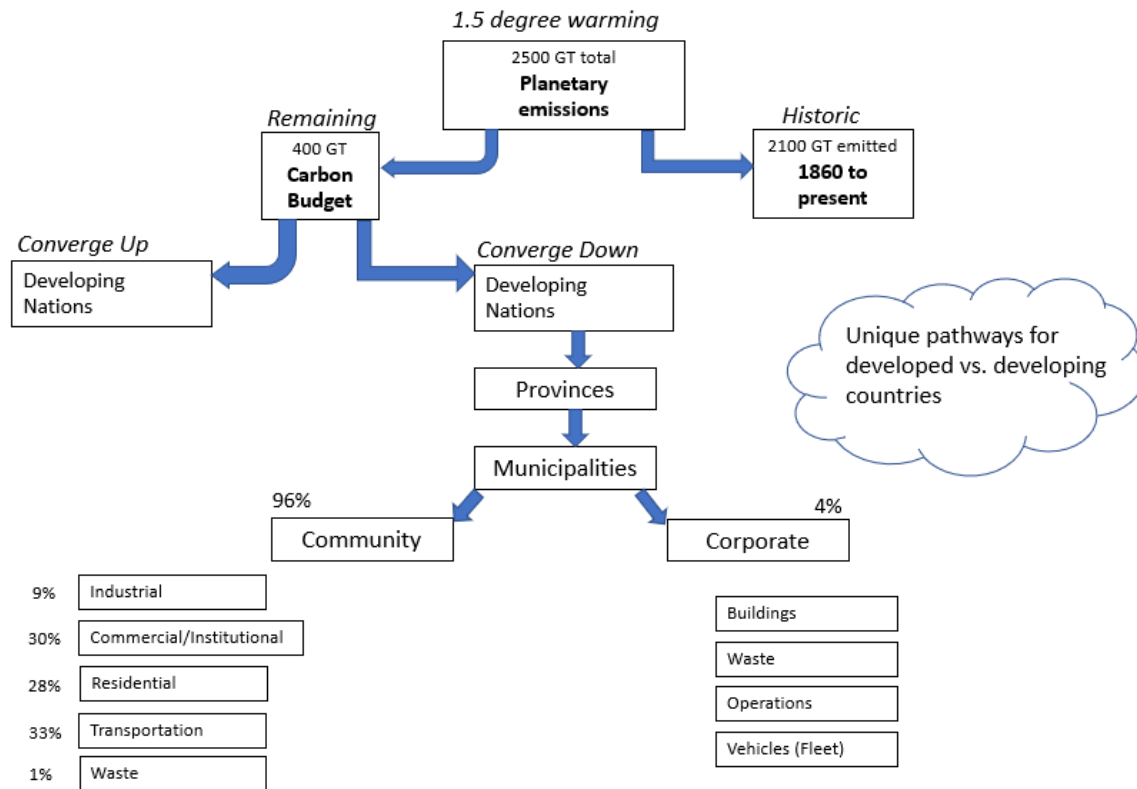 1.5 degree warming
2500 GT total
Planetary
emissions
Remaining
400 GT
Carbon
Budget
Historic
2100 GT emitted
1860 to
present
Converge Up
Developing
Nations
Converge Down
Developing
Nations
Unique pathways for
developed vs. developing
countries
Provinces
Municipalities
96%
Community
4%
Corporate
9% Industrial
30% Commercial/Institutional
28% Residential
33% Transportation
1% Waste
Buildings
Waste
Operations
Vehicles (Fleet)